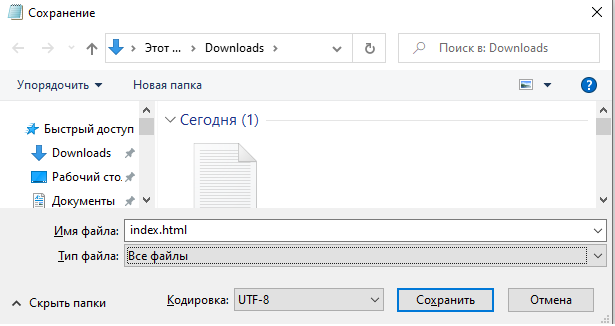 Сохранение
Этот ... > Downloads >
Поиск в: Downloads
Упорядочить
Новая папка
Быстрый доступ
Downloads
Рабочий сто.
Документы
Сегодня (1)
Имя файла: index.html
Тип файла: Все файлы
Скрыть папки
Кодировка: UTF-8
Сохранить
Отмена